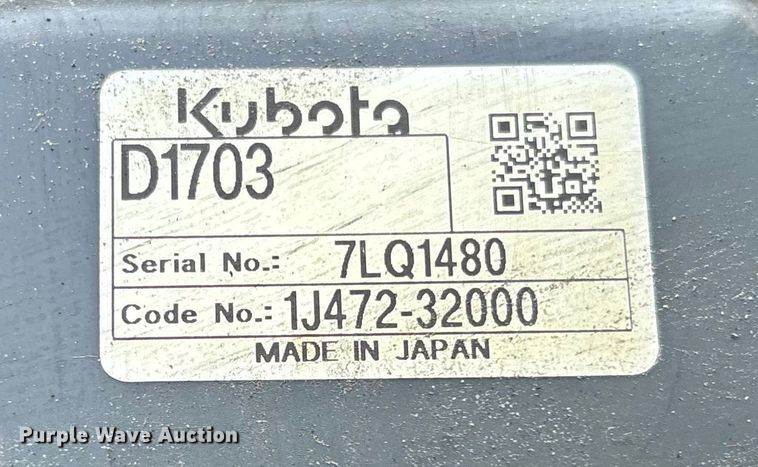 Kubota
D1703
Serial No.: 7LQ1480
Code No.: 1J472-32000
MADE IN JAPAN
Purple Wave Auction